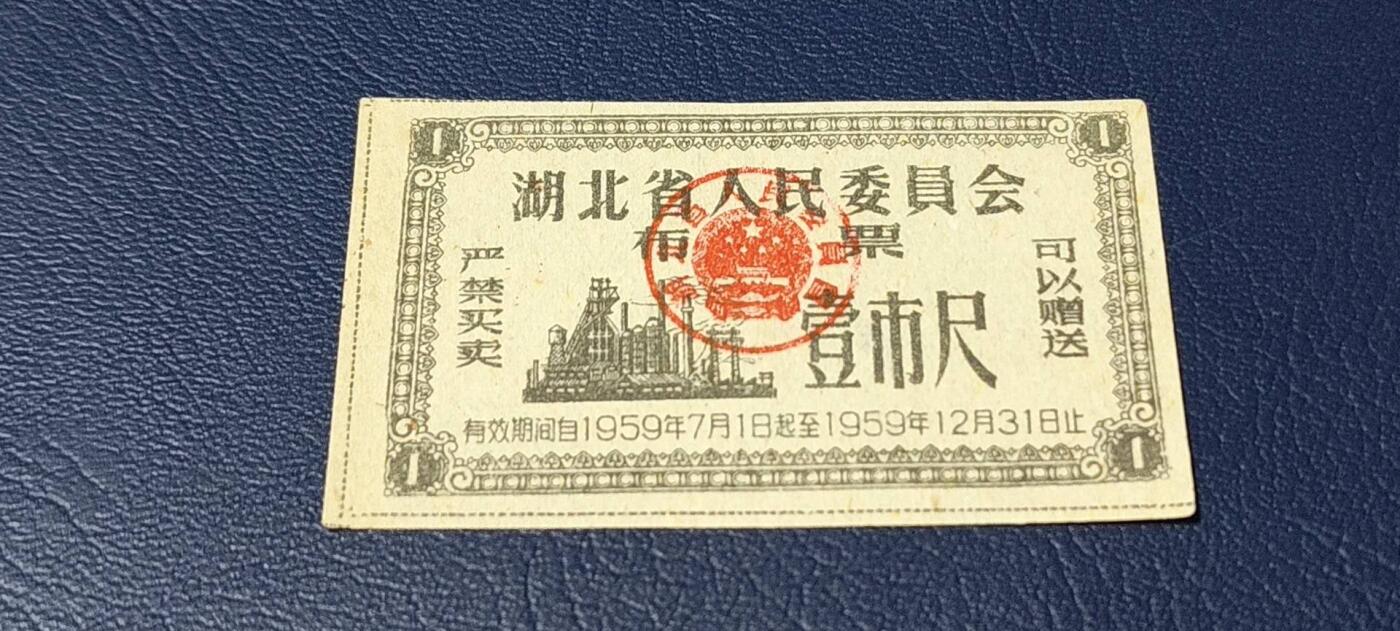 1
1
湖北省人民委員会
布票
严禁买卖
可以赠送
壹市尺
有效期间自1959年7月1日起至1959年12月31日止
1
1